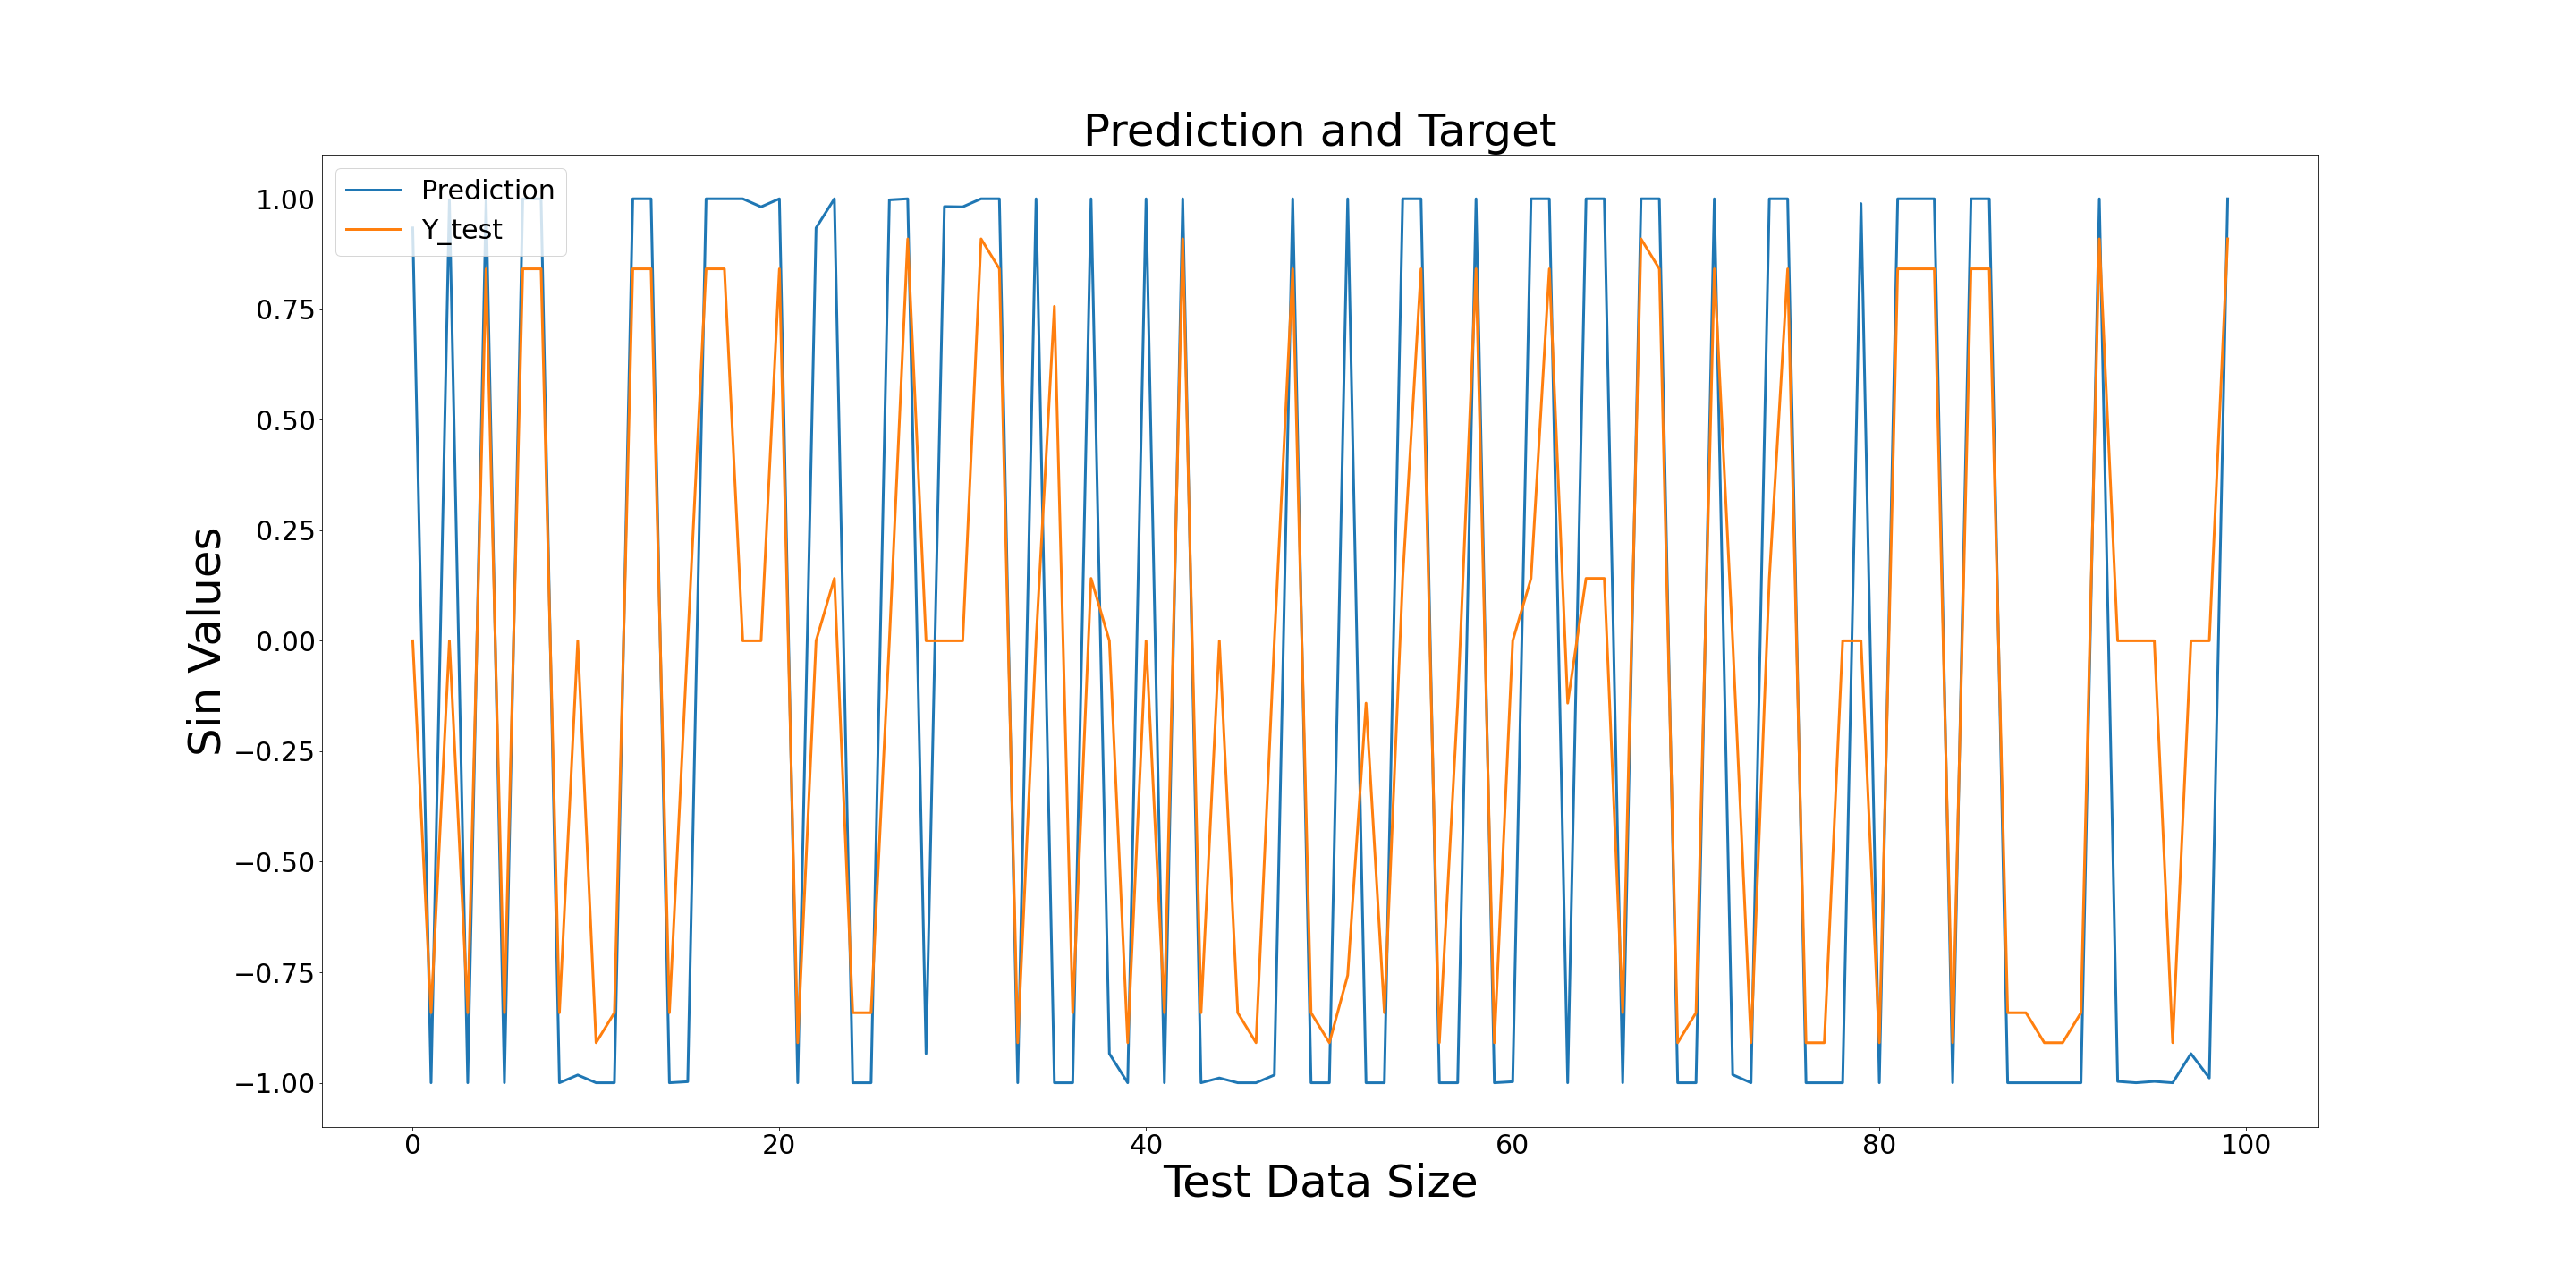 Prediction and Target
Prediction
Y_test
1.00
0.75
0.50
0.25
0.00
−0.25
−0.50
−0.75
−1.00
Sin Values
0 20 40 60 80 100
Test Data Size